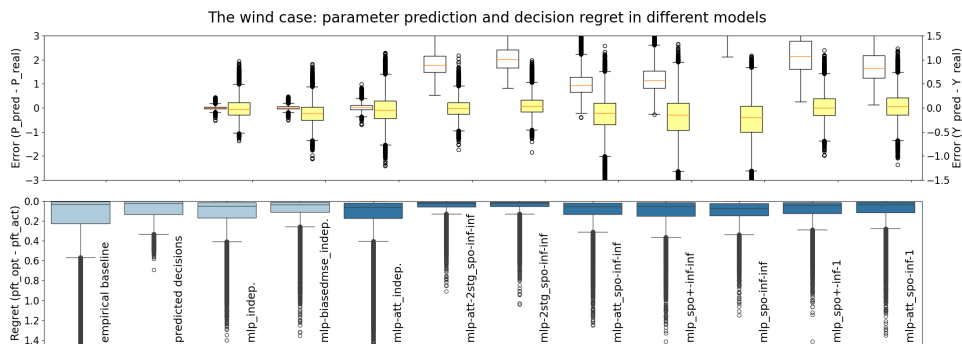 The wind case: parameter prediction and decision regret in different models
Error (P_pred - P_real)
3
2
1
0
−1
−2
−3
1.5
1.0
0.5
0.0
−0.5
−1.0
−1.5
Error (Y_pred - Y_real)
Regret (pft_opt - pft_act)
0.0
0.2
0.4
0.6
0.8
1.0
1.2
1.4
empirical baseline
predicted decisions
mlp_indep.
mlp-biasedmse_indep.
mlp-att_indep.
mlp-att-2stg_spo-inf-inf
mlp-2stg_spo-inf-inf
mlp-att_spo-inf-inf
mlp_spo+-inf-inf
mlp_spo-inf-inf
mlp_spo+-inf-1
mlp-att_spo-inf-1